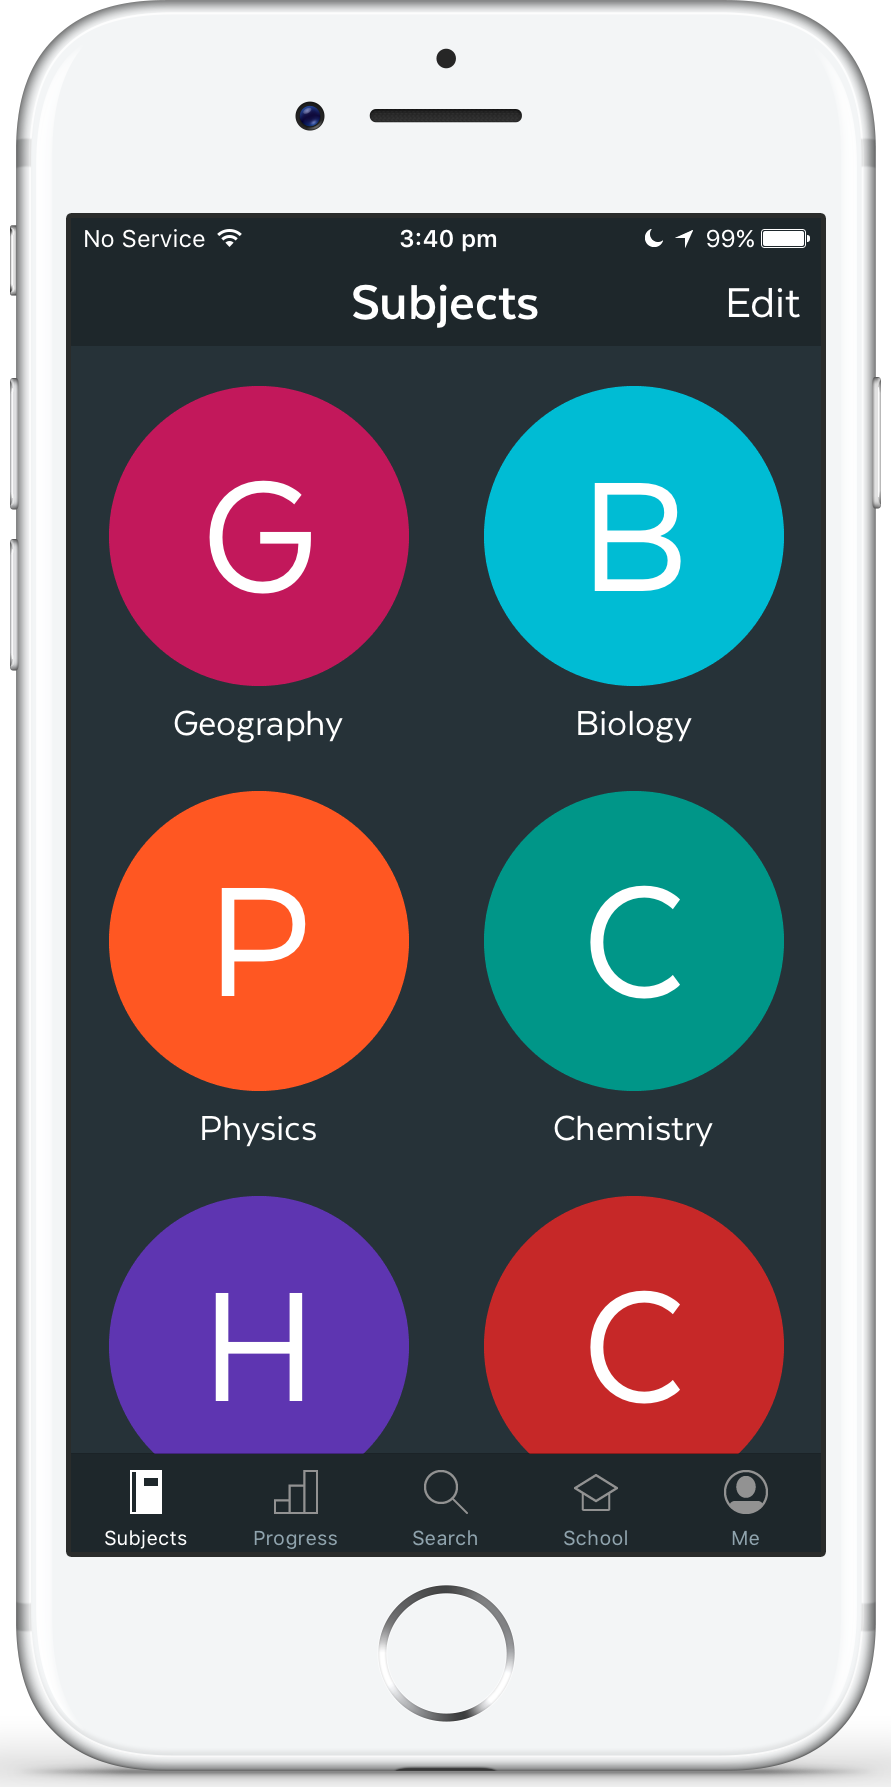 No Service 3:40 pm 99%
Subjects Edit
G B
Geography Biology
P C
Physics Chemistry
H C
Subjects Progress Search School Me